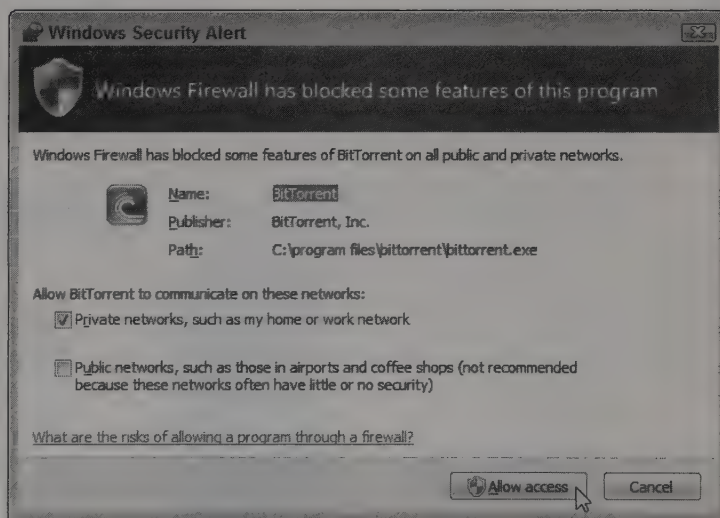 Windows Security Alert
Windows Firewall has blocked some features of this program
Windows Firewall has blocked some features of BitTorrent on all public and private networks.
Name: BitTorrent
Publisher: BitTorrent, Inc.
Path: C:\program files\bittorrent\bittorrent.exe
Allow BitTorrent to communicate on these networks:
Private networks, such as my home or work network
Public networks, such as those in airports and coffee shops (not recommended
because these networks often have little or no security)
What are the risks of allowing a program through a firewall?
Allow access Cancel